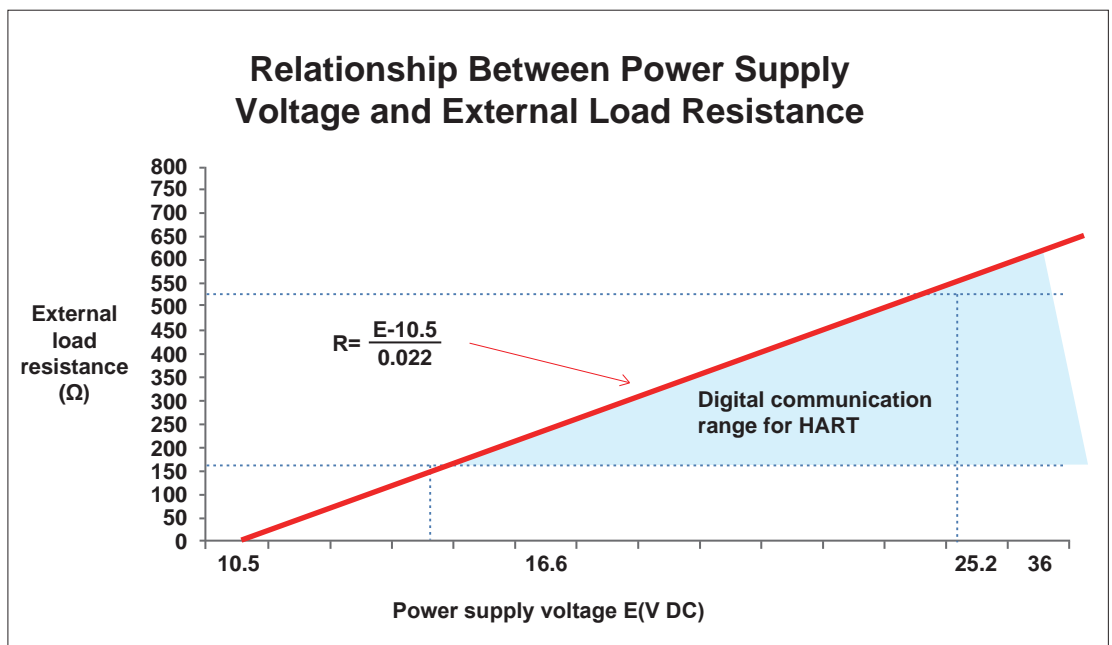 Relationship Between Power Supply
Voltage and External Load Resistance
800
750
700
650
600
550
500
450
400
350
300
250
200
150
100
50
0
External
load
resistance
(Ω)
R= E-10.5
0.022
Digital communication
range for HART
10.5 16.6 25.2 36
Power supply voltage E(V DC)